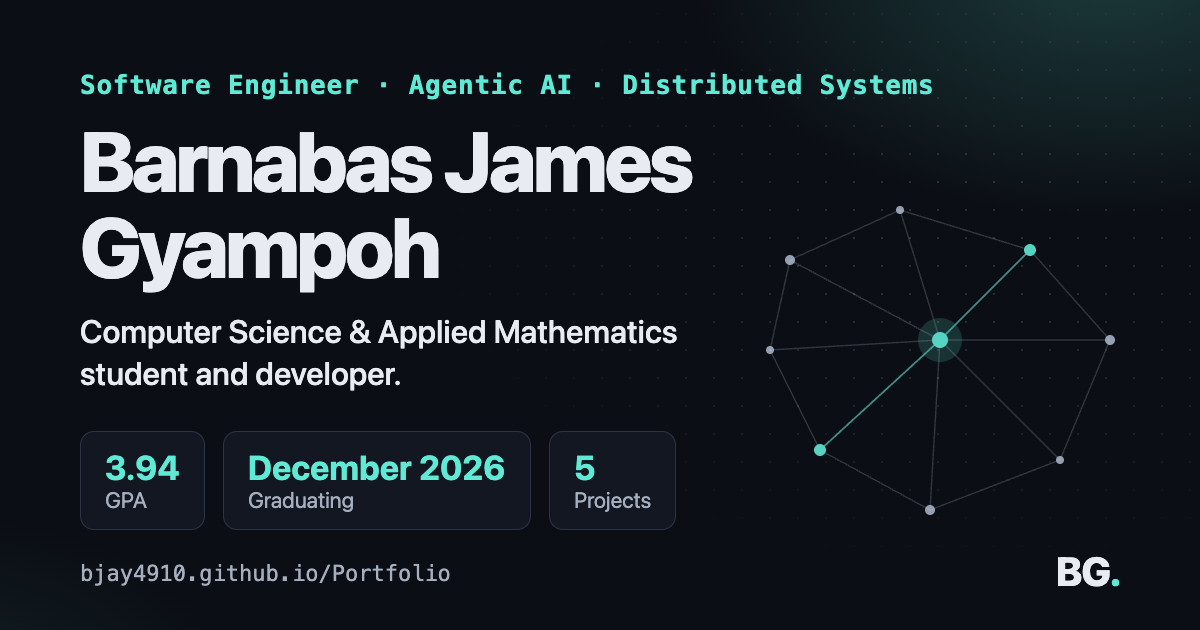 Software Engineer · Agentic AI · Distributed Systems
Barnabas James
Gyampoh
Computer Science & Applied Mathematics
student and developer.
3.94
GPA
December 2026
Graduating
5
Projects
bjay4910.github.io/Portfolio
BG.